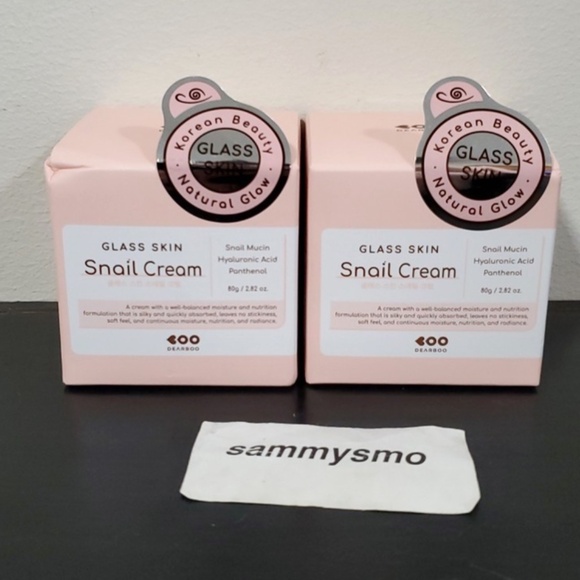 Korean Beauty
GLASS
SKIN
Natural Glow
GLASS SKIN
Snail Cream
Snail Mucin
Hyaluronic Acid
Panthenol
80g / 2.82 oz.
A cream with a well-balanced moisture and nutrition
formulation that is silky and quickly absorbed, leaves no stickiness,
soft feel, and continuous moisture, nutrition, and radiance.
DEARBOO
DEARBOO
Korean Beauty
GLASS
SKIN
Natural Glow
GLASS SKIN
Snail Cream
Snail Mucin
Hyaluronic Acid
Panthenol
80g / 2.82 oz.
A cream with a well-balanced moisture and nutrition
formulation that is silky and quickly absorbed, leaves no stickiness,
soft feel, and continuous moisture, nutrition, and radiance.
DEARBOO
sammysmo